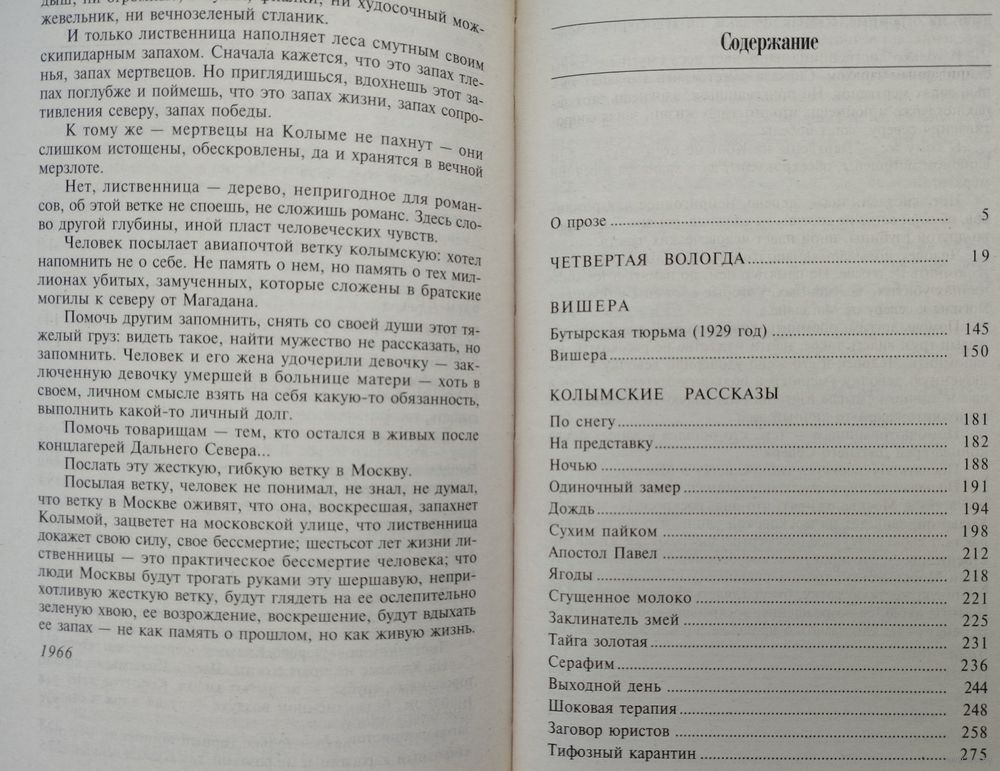 ни худосочный мож-
жевельник, ни вечнозеленый стланик.
И только лиственница наполняет леса смутным своим
скипидарным запахом. Сначала кажется, что это запах тле-
нья, запах мертвецов. Но приглядишься, вдохнешь этот за-
пах поглубже и поймешь, что это запах жизни, запах сопро-
тивления северу, запах победы.
К тому же — мертвецы на Колыме не пахнут — они
слишком истощены, обескровлены, да и хранятся в вечной
мерзлоте.
Нет, лиственница — дерево, непригодное для роман-
сов, об этой ветке не споешь, не сложишь романс. Здесь сло-
во другой глубины, иной пласт человеческих чувств.
Человек посылает авиапочтой ветку колымскую: хотел
напомнить не о себе. Не память о нем, но память о тех мил-
лионах убитых, замученных, которые сложены в братские
могилы к северу от Магадана.
Помочь другим запомнить, снять со своей души этот тя-
желый груз: видеть такое, найти мужество не рассказать, но
запомнить. Человек и его жена удочерили девочку — зак-
люченную девочку умершей в больнице матери — хоть в
своем, личном смысле взять на себя какую-то обязанность,
выполнить какой-то личный долг.
Помочь товарищам — тем, кто остался в живых после
концлагерей Дальнего Севера...
Послать эту жесткую, гибкую ветку в Москву.
Посылая ветку, человек не понимал, не знал, не думал,
что ветку в Москве оживят, что она, воскресшая, запахнет
Колымой, зацветет на московской улице, что лиственница
докажет свою силу, свое бессмертие; шестьсот лет жизни ли-
ственницы — это практическое бессмертие человека; что
люди Москвы будут трогать руками эту шершавую, неприхо-
хотливую жесткую ветку, будут глядеть на ее ослепительно
зеленую хвою, ее возрождение, воскрешение, будут вдыхать
ее запах — не как память о прошлом, но как живую жизнь.
1966
Содержание
О прозе 5
ЧЕТВЕРТАЯ ВОЛОГДА 19
ВИШЕРА
Бутырская тюрьма (1929 год) 145
Вишера 150
КОЛЫМСКИЕ РАССКАЗЫ
По снегу 181
На представку 182
Ночью 188
Одиночный замер 191
Дождь 194
Сухим пайком 198
Апостол Павел 212
Ягоды 218
Сгущенное молоко 221
Заклинатель змей 225
Тайга золотая 231
Серафим 236
Выходной день 244
Шоковая терапия 248
Заговор юристов 258
Тифозный карантин 275